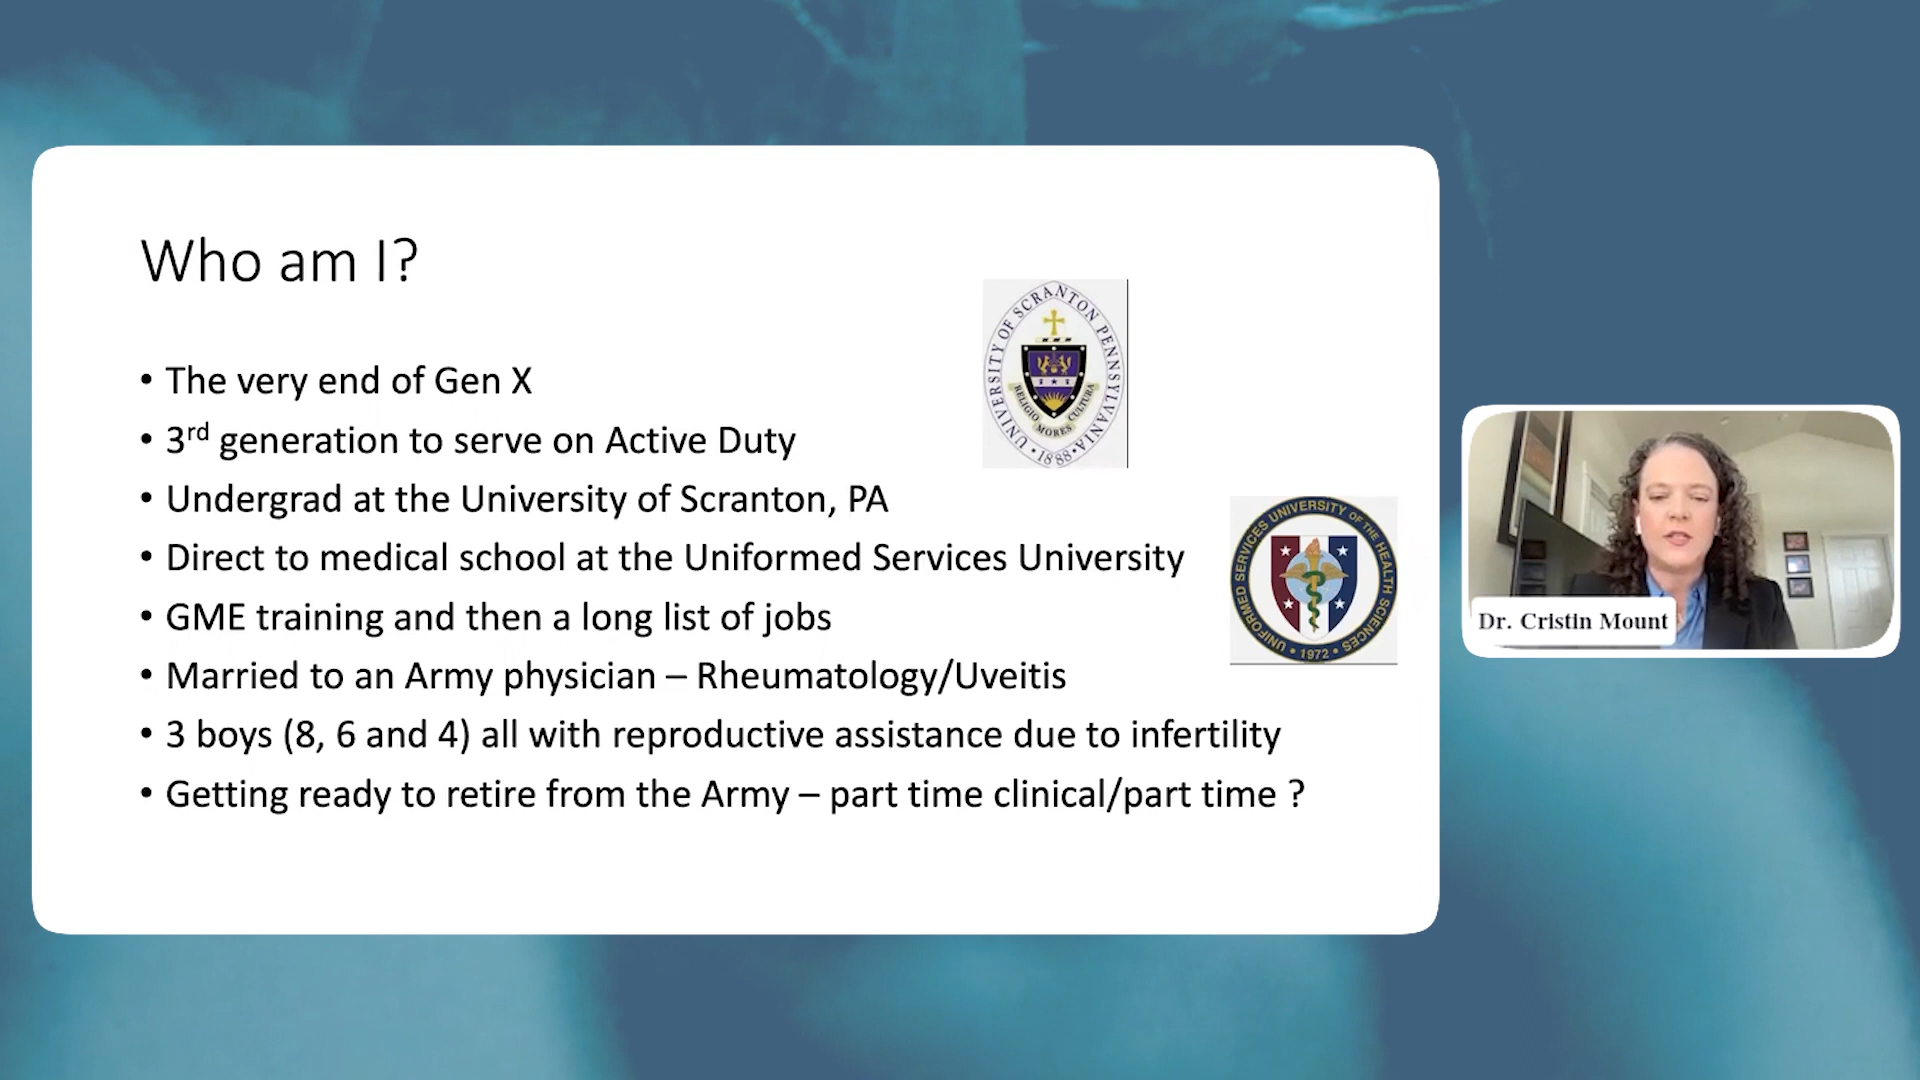 Who am I?
• The very end of Gen X
• 3rd generation to serve on Active Duty
• Undergrad at the University of Scranton, PA
• Direct to medical school at the Uniformed Services University
• GME training and then a long list of jobs
• Married to an Army physician – Rheumatology/Uveitis
• 3 boys (8, 6 and 4) all with reproductive assistance due to infertility
• Getting ready to retire from the Army – part time clinical/part time ?
UNIVERSITY OF SCRANTON PENNSYLVANIA
RELIGIO MORES CULTURA
• 1888 •
UNIFORMED SERVICES UNIVERSITY OF THE HEALTH SCIENCES
• 1972 •
Dr. Cristin Mount